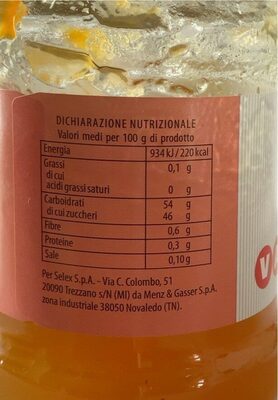 DICHIARAZIONE NUTRIZIONALE
Valori medi per 100 g di prodotto
Energia 934 kJ / 220 kcal
Grassi 0,1 g
di cui
acidi grassi saturi 0 g
Carboidrati 54 g
di cui zuccheri 46 g
Fibre 0,6 g
Proteine 0,3 g
Sale 0,10 g
Per Selex S.p.A. - Via C. Colombo, 51
20090 Trezzano s/N (MI) da Menz & Gasser S.p.A.
zona industriale 38050 Novaledo (TN).